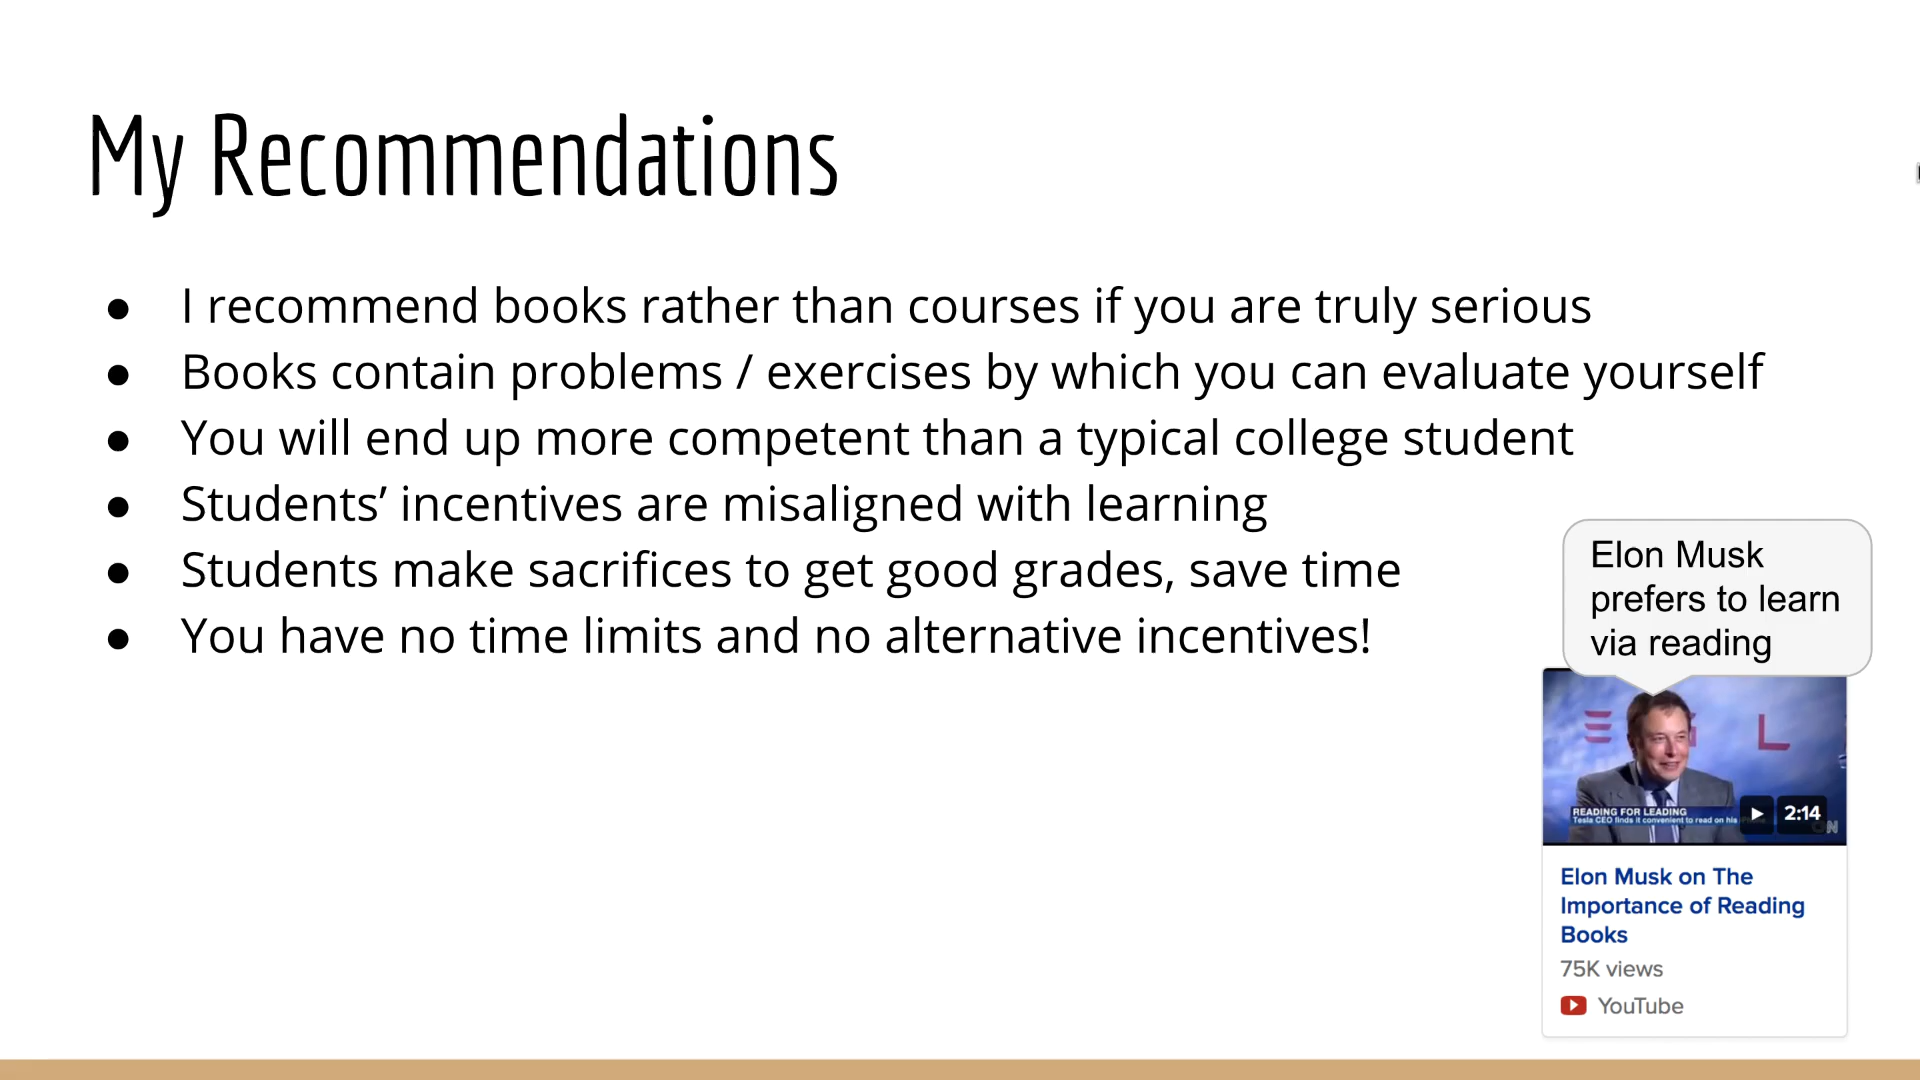 My Recommendations
● I recommend books rather than courses if you are truly serious
● Books contain problems / exercises by which you can evaluate yourself
● You will end up more competent than a typical college student
● Students’ incentives are misaligned with learning
● Students make sacrifices to get good grades, save time
● You have no time limits and no alternative incentives!
Elon Musk
prefers to learn
via reading
READING FOR LEADING
Tesla CEO finds it convenient to read on his
2:14
Elon Musk on The
Importance of Reading
Books
75K views
YouTube